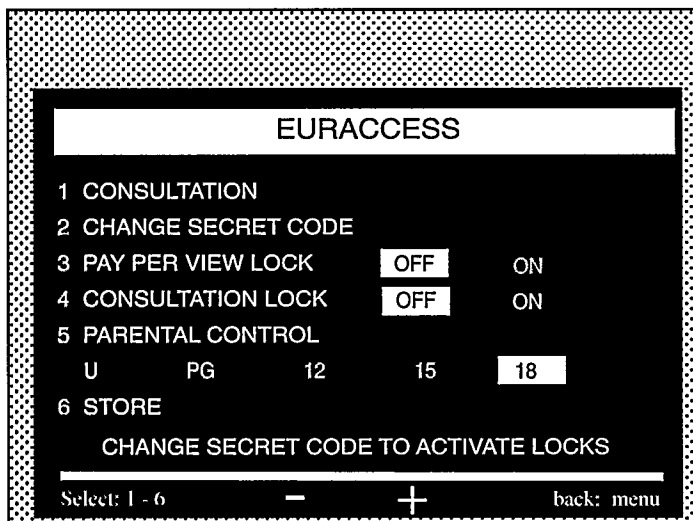 EURACCESS
1 CONSULTATION
2 CHANGE SECRET CODE
3 PAY PER VIEW LOCK OFF ON
4 CONSULTATION LOCK OFF ON
5 PARENTAL CONTROL
U PG 12 15 18
6 STORE
CHANGE SECRET CODE TO ACTIVATE LOCKS
Select: 1 - 6 − + back: menu